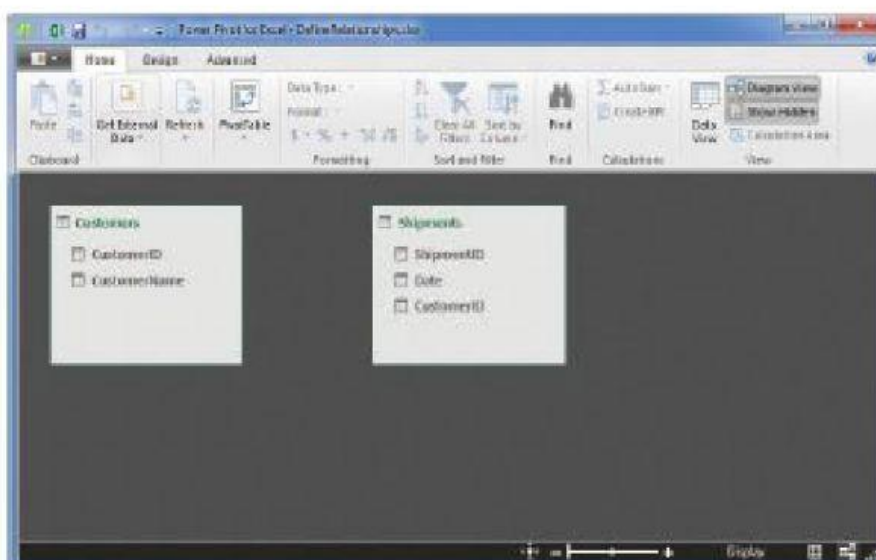 Power Pivot for Excel - DefineRelationships.xlsx
Home Design Advanced
Paste
Get External Data
Refresh
PivotTable
Data Type :
Format :
$ % 
Clear All Filters
Sort by Column
Find
AutoSum
Create KPI
Data View
Diagram View
Show Hidden
Calculation Area
Clipboard
Formatting
Sort and Filter
Find
Calculations
View
Customers
CustomerID
CustomerName
Shipments
ShipmentID
Date
CustomerID
Display